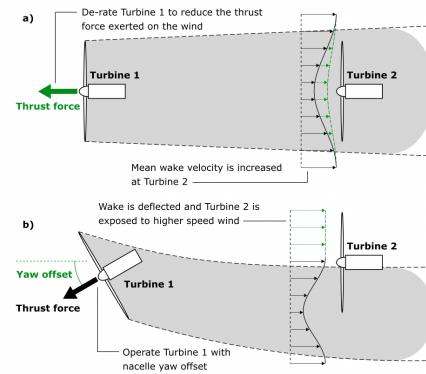 De-rate Turbine 1 to reduce the thrust
force exerted on the wind
a)
Turbine 1
Turbine 2
Thrust force
Mean wake velocity is increased
at Turbine 2
Wake is deflected and Turbine 2 is
exposed to higher speed wind
b)
Turbine 2
Yaw offset
Turbine 1
Thrust force
Operate Turbine 1 with
nacelle yaw offset